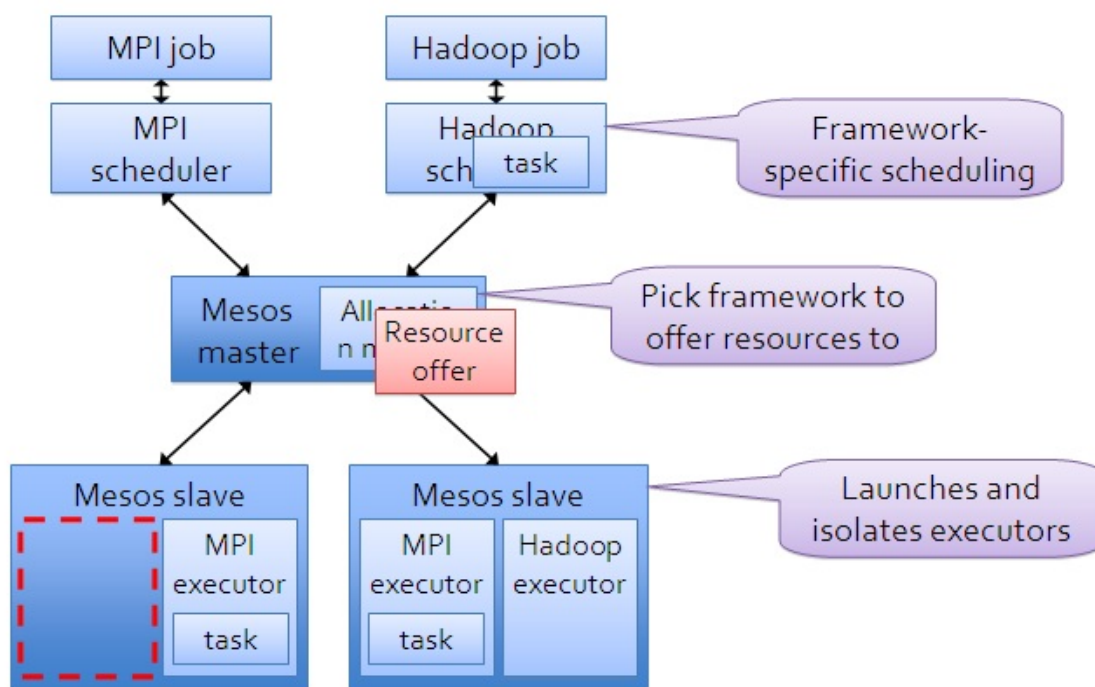 MPI job
Hadoop job
MPI
scheduler
Hadoop
task
Framework-
specific scheduling
Mesos
master
Resource
offer
Pick framework to
offer resources to
Mesos slave
MPI
executor
task
Mesos slave
MPI
executor
task
Hadoop
executor
Launches and
isolates executors